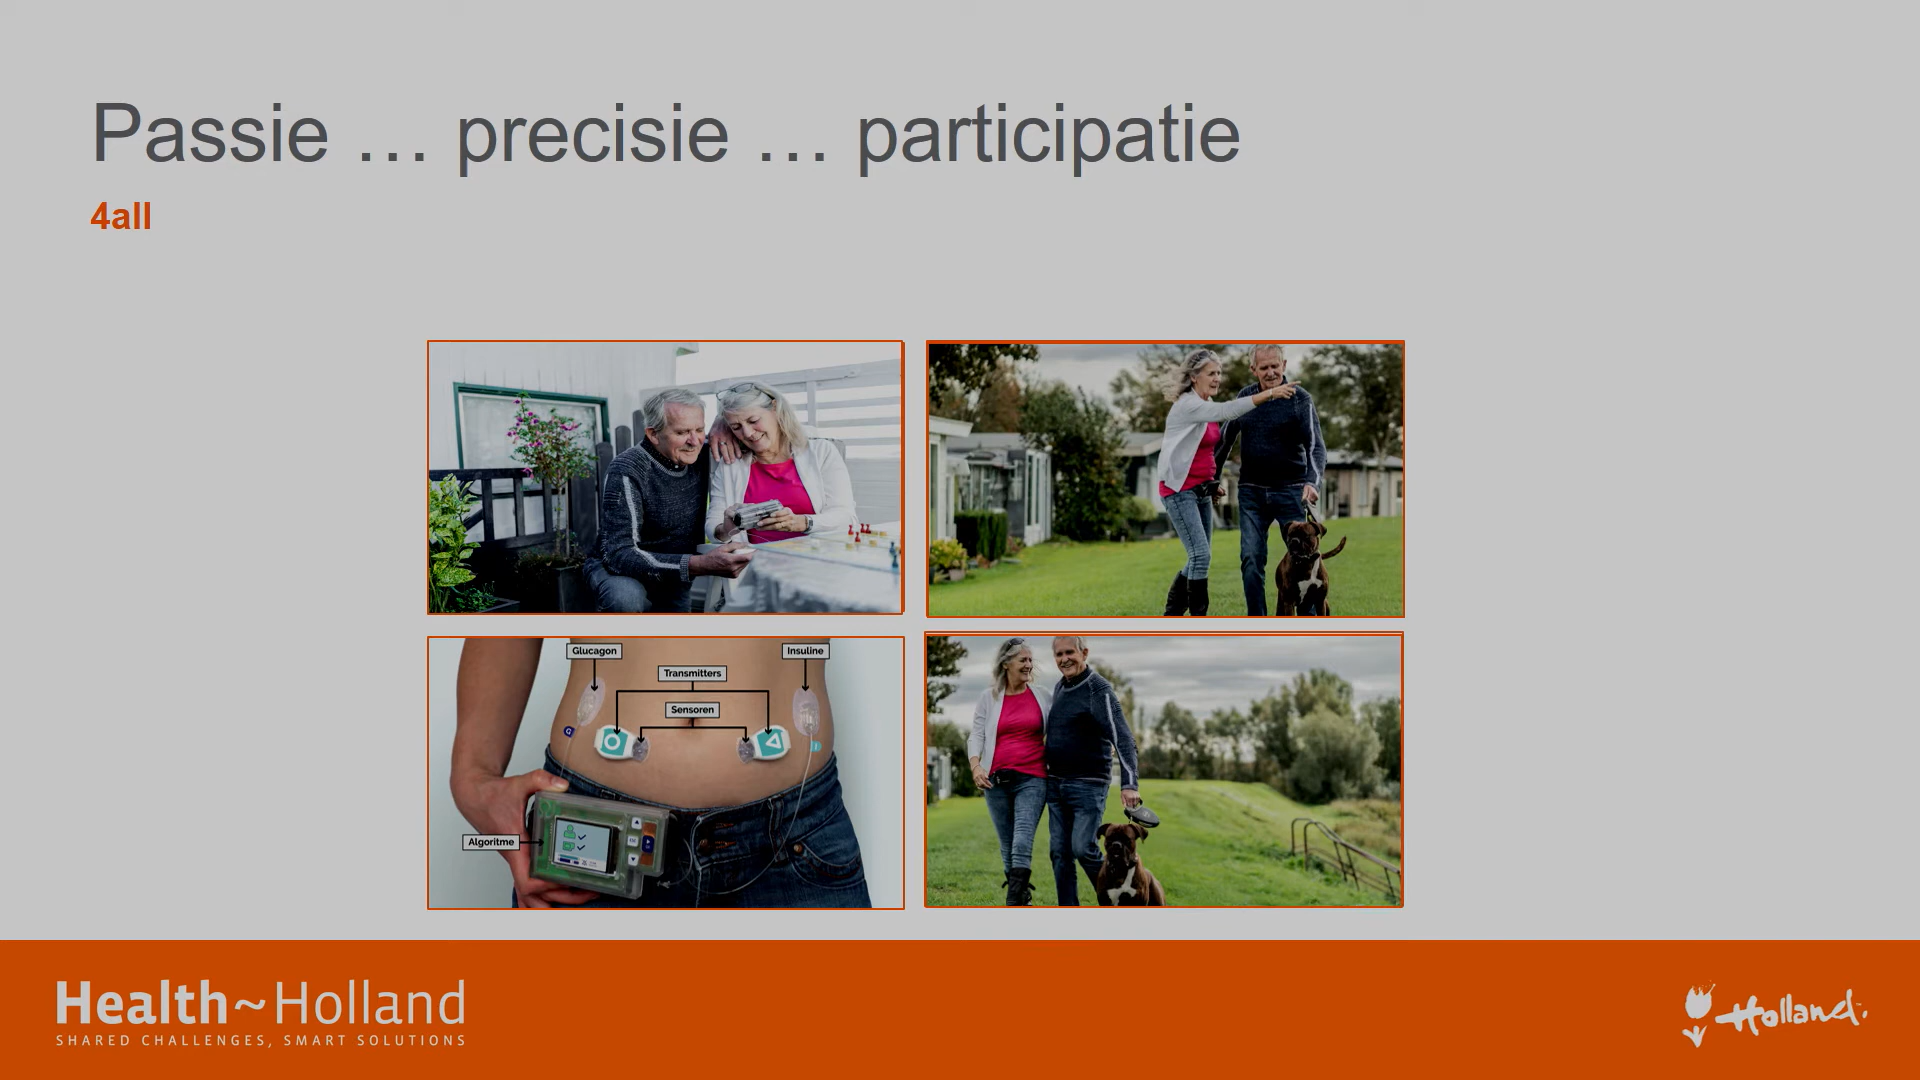 Passie … precisie … participatie
4all
Glucagon
Insuline
Transmitters
Sensoren
G
Algoritme
Health~Holland
SHARED CHALLENGES, SMART SOLUTIONS
Holland.